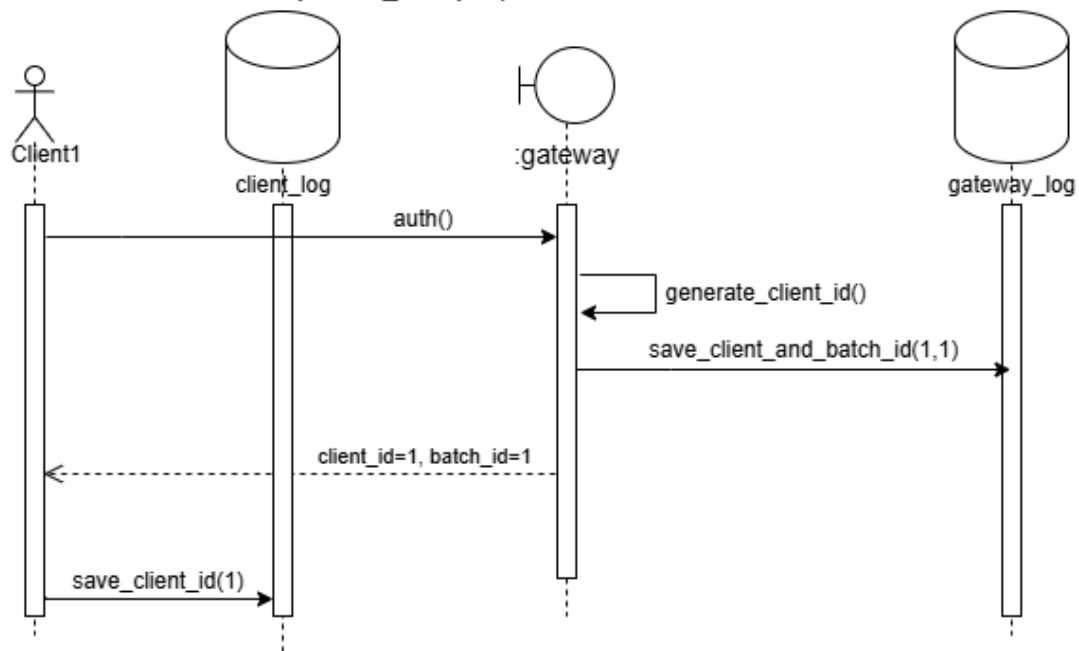 Client1
client_log
:gateway
gateway_log
auth()
generate_client_id()
save_client_and_batch_id(1,1)
client_id=1, batch_id=1
save_client_id(1)